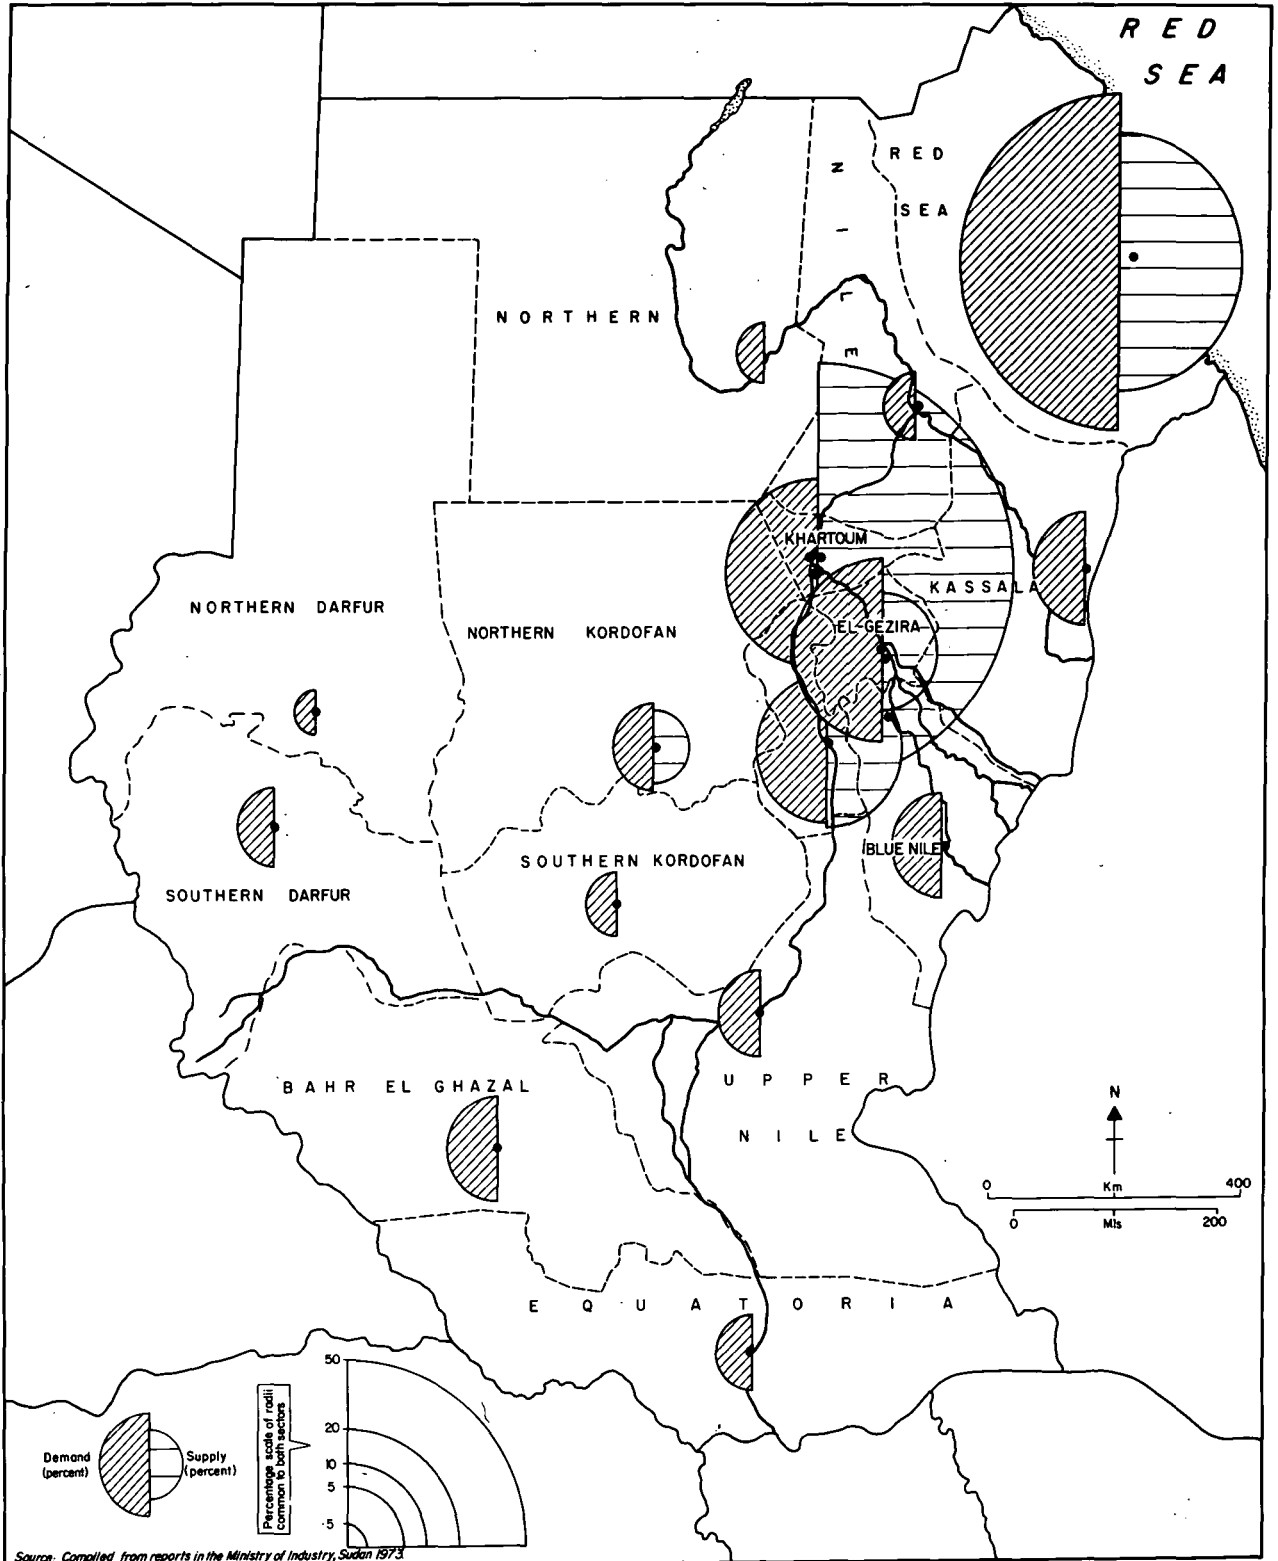 RED
SEA
RED
SEA
NILE
NORTHERN
KHARTOUM
KASSALA
EL-GEZIRA
NORTHERN DARFUR
NORTHERN KORDOFAN
BLUE NILE
SOUTHERN KORDOFAN
SOUTHERN DARFUR
BAHR EL GHAZAL
UPPER
NILE
N
0 Km 400
0 Mls 200
EQUATORIA
Demand
(percent)
Supply
(percent)
Percentage scale of radii
common to both sectors
50
20
10
5
·5
Source: Compiled from reports in the Ministry of Industry, Sudan 1973.